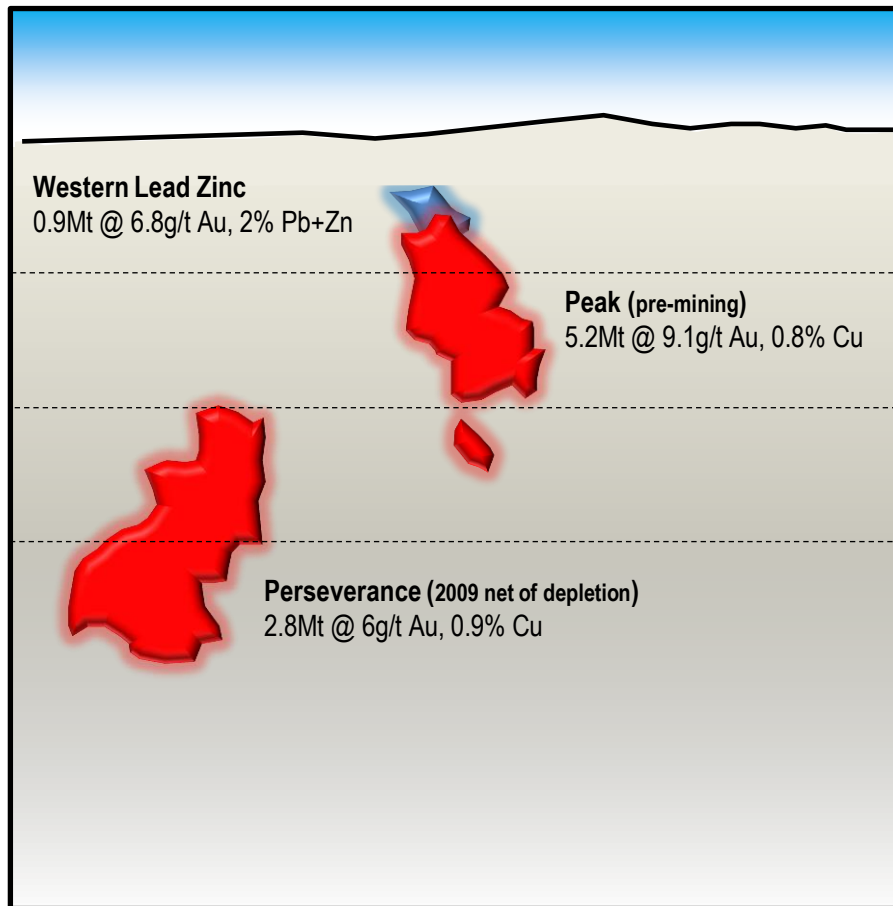 Western Lead Zinc
0.9Mt @ 6.8g/t Au, 2% Pb+Zn
Peak (pre-mining)
5.2Mt @ 9.1g/t Au, 0.8% Cu
Perseverance (2009 net of depletion)
2.8Mt @ 6g/t Au, 0.9% Cu